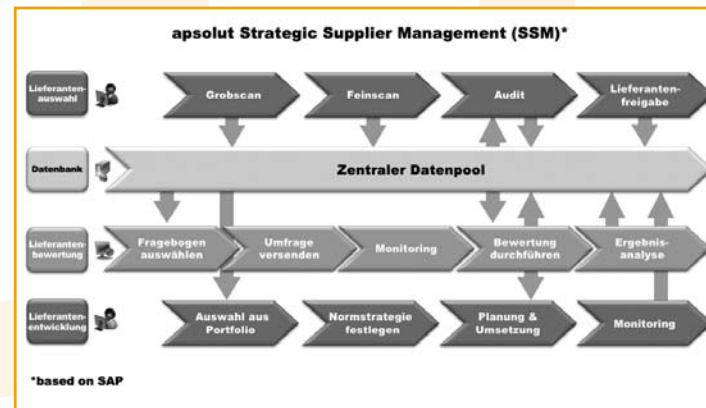 apsolut Strategic Supplier Management (SSM)*
Lieferanten-
auswahl
Grobscan
Feinscan
Audit
Lieferanten-
freigabe
Datenbank
Zentraler Datenpool
Lieferanten-
bewertung
Fragebogen
auswählen
Umfrage
versenden
Monitoring
Bewertung
durchführen
Ergebnis-
analyse
Lieferanten-
entwicklung
Auswahl aus
Portfolio
Normstrategie
festlegen
Planung &
Umsetzung
Monitoring
*based on SAP